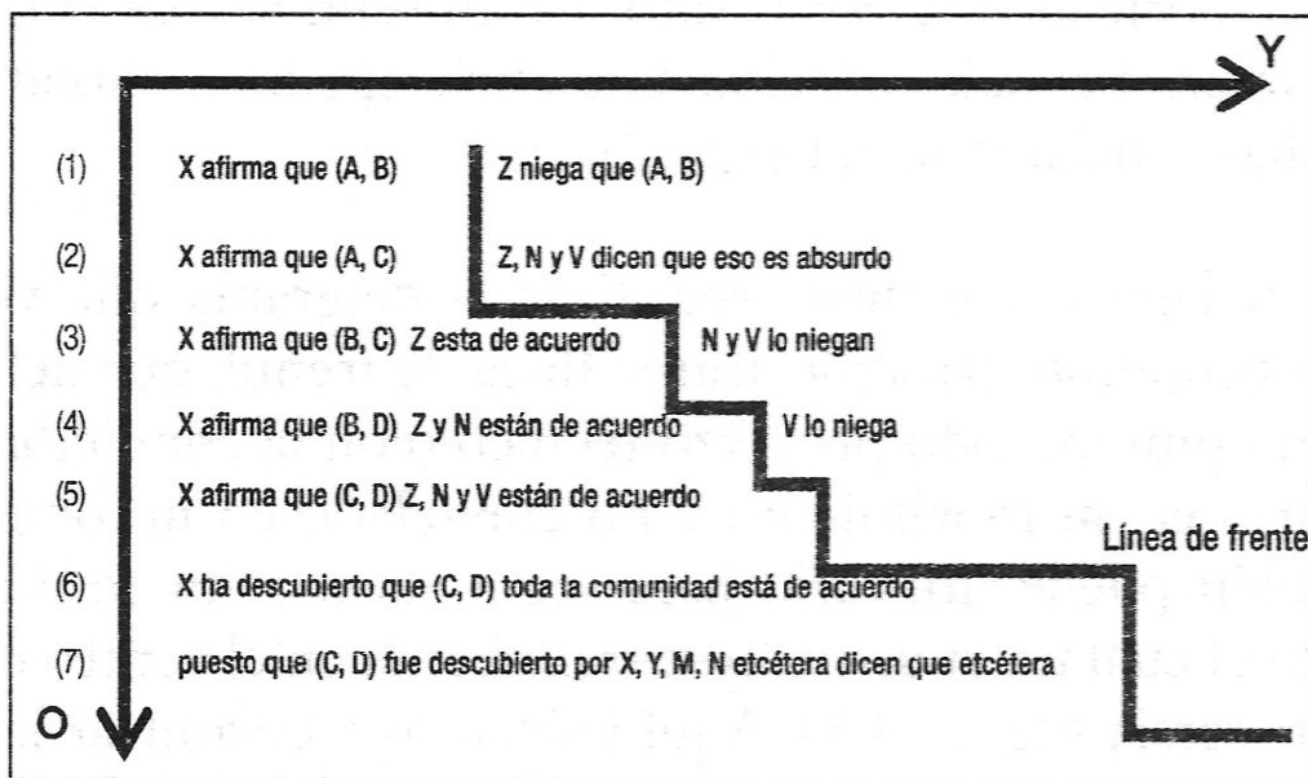 Y
(1) X afirma que (A, B) Z niega que (A, B)
(2) X afirma que (A, C) Z, N y V dicen que eso es absurdo
(3) X afirma que (B, C) Z esta de acuerdo N y V lo niegan
(4) X afirma que (B, D) Z y N están de acuerdo V lo niega
(5) X afirma que (C, D) Z, N y V están de acuerdo
Línea de frente
(6) X ha descubierto que (C, D) toda la comunidad está de acuerdo
(7) puesto que (C, D) fue descubierto por X, Y, M, N etcétera dicen que etcétera
O